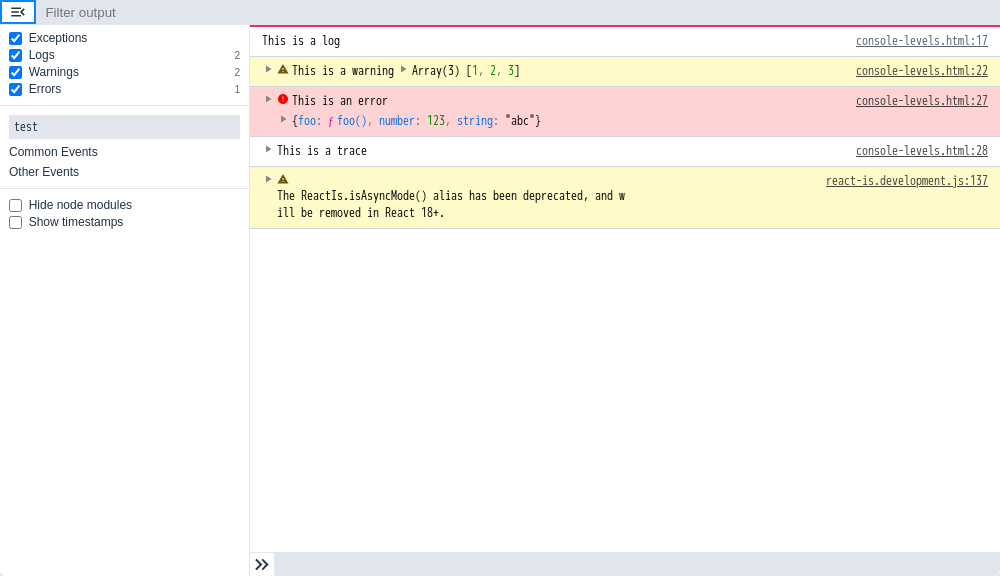 Filter output
Exceptions
Logs 2
Warnings 2
Errors 1
test
Common Events
Other Events
Hide node modules
Show timestamps
This is a log console-levels.html:17
This is a warning Array(3) [1, 2, 3] console-levels.html:22
This is an error console-levels.html:27
{foo: ƒ foo(), number: 123, string: "abc"}
This is a trace console-levels.html:28
react-is.development.js:137
The ReactIs.isAsyncMode() alias has been deprecated, and w
ill be removed in React 18+.